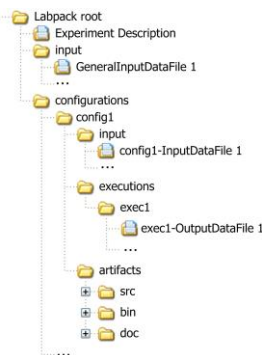 Labpack root
Experiment Description
input
GeneralInputDataFile 1
...
configurations
config1
input
config1-InputDataFile 1
...
executions
exec1
exec1-OutputDataFile 1
...
artifacts
src
bin
doc
...